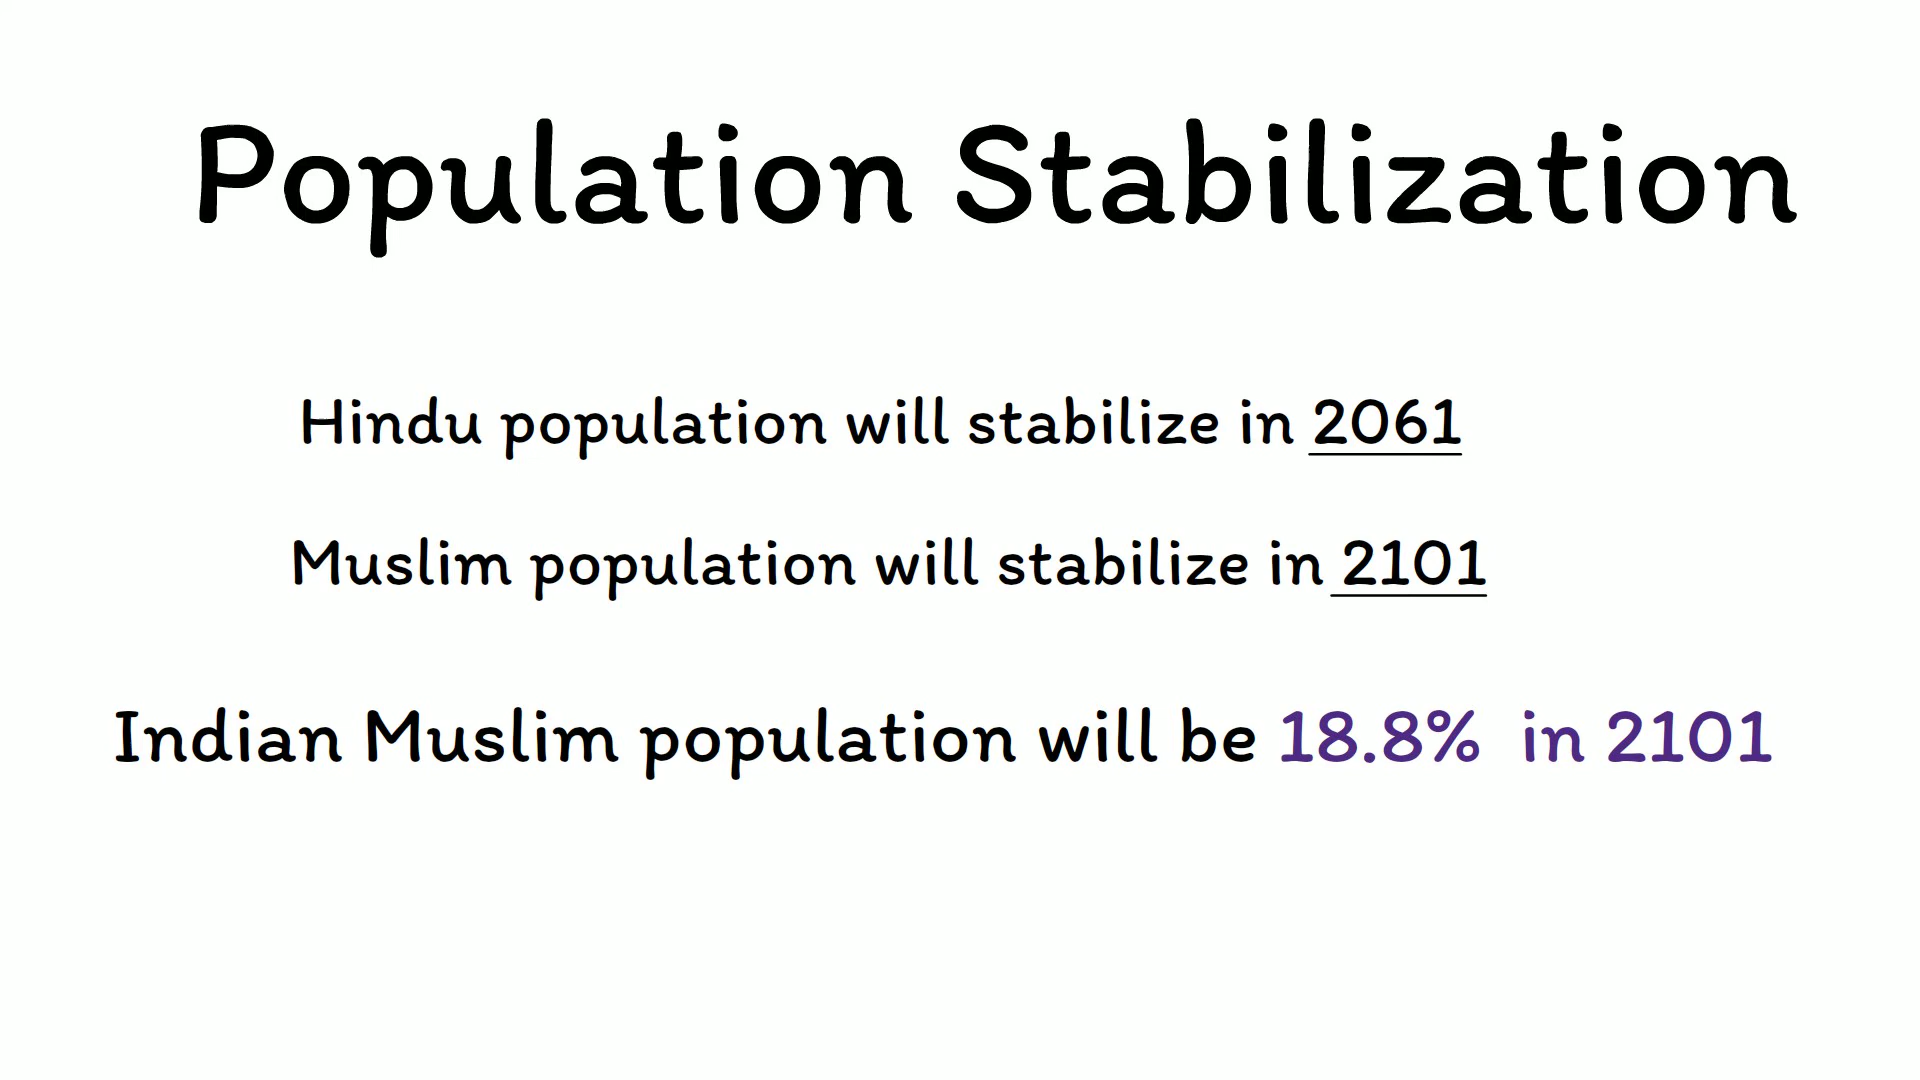 Population Stabilization
Hindu population will stabilize in 2061
Muslim population will stabilize in 2101
Indian Muslim population will be 18.8% in 2101